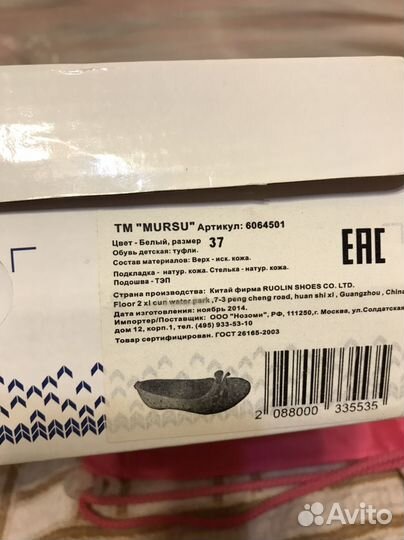 ТМ "MURSU" Артикул: 6064501
Цвет - Белый, размер 37
Обувь детская: туфли.
Состав материалов: Верх - иск. кожа.
Подкладка - натур. кожа. Стелька - натур. кожа.
Подошва - ТЭП
EAC
Страна производства: Китай фирма RUOLIN SHOES CO. LTD.
Floor 2 xi cun water park ,7-3 peng cheng road, huan shi xi , Guangzhou , China
Дата изготовления: ноябрь 2014.
Импортер/Поставщик: ООО "Нозоми", РФ, 111250, г. Москва, ул.Солдатская
дом 12, корп.1, тел. (495) 933-53-10
Товар сертифицирован. ГОСТ 26165-2003
2 088000 335535
Avito